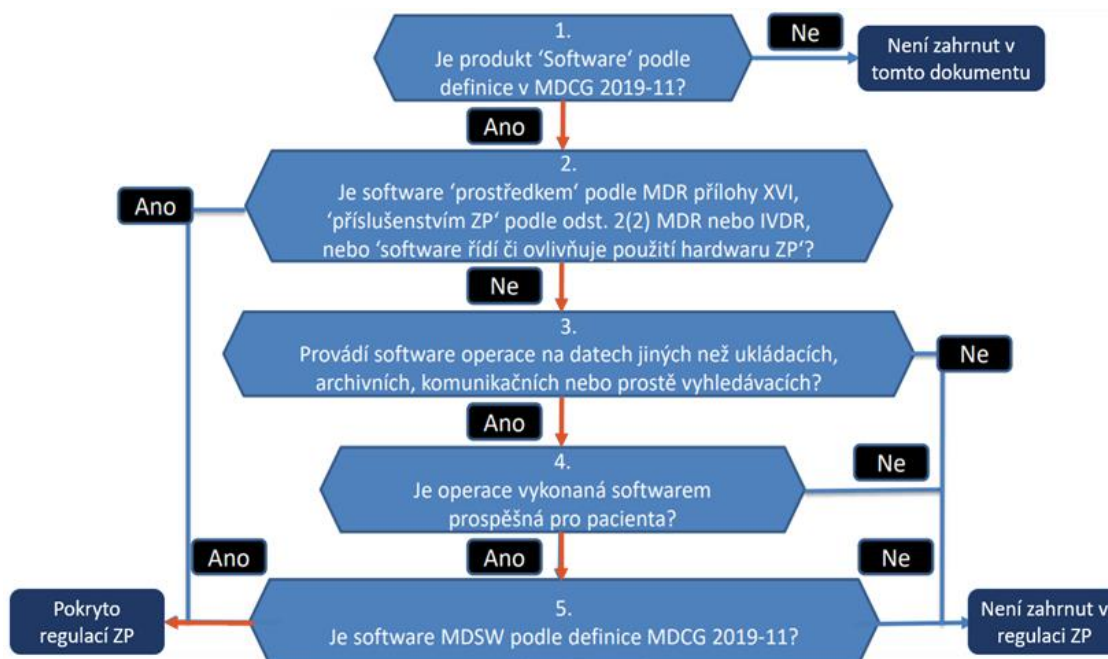 1.
Je produkt ‘Software‘ podle
definice v MDCG 2019-11?
Ne
Není zahrnut v
tomto dokumentu
Ano
2.
Je software ‘prostředkem‘ podle MDR přílohy XVI,
‘příslušenstvím ZP‘ podle odst. 2(2) MDR nebo IVDR,
nebo ‘software řídí či ovlivňuje použití hardwaru ZP‘?
Ano
Ne
3.
Provádí software operace na datech jiných než ukládacích,
archivních, komunikačních nebo prostě vyhledávacích?
Ne
Ano
4.
Je operace vykonaná softwarem
prospěšná pro pacienta?
Ne
Ano
Ano
Ne
5.
Je software MDSW podle definice MDCG 2019-11?
Pokryto
regulací ZP
Není zahrnut v
regulaci ZP